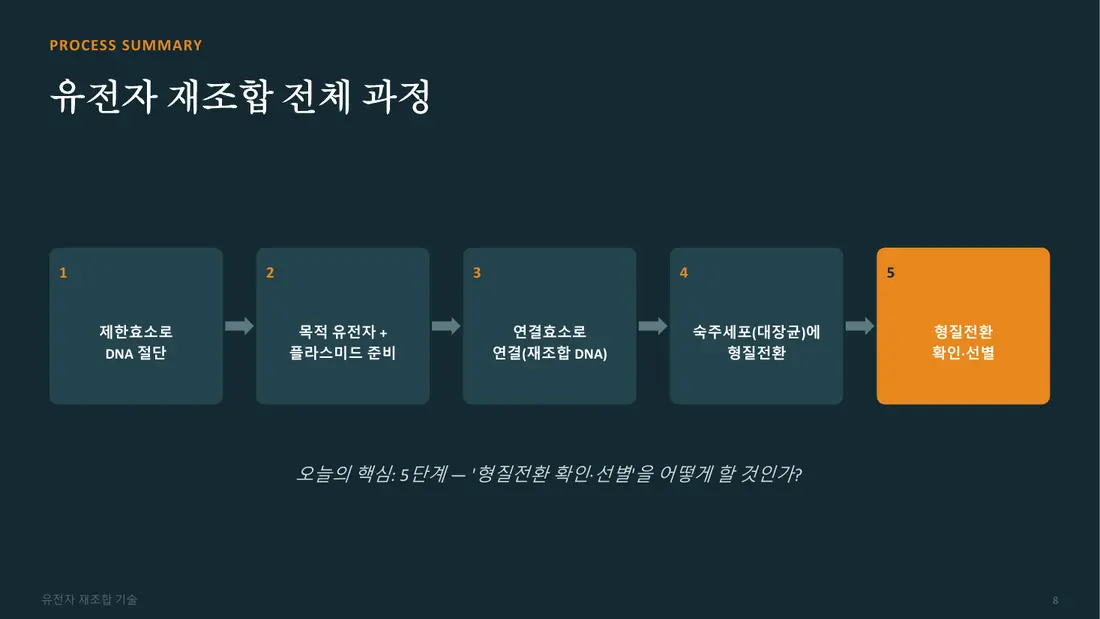 PROCESS SUMMARY
유전자 재조합 전체 과정
1
제한효소로
DNA 절단
2
목적 유전자 +
플라스미드 준비
3
연결효소로
연결(재조합 DNA)
4
숙주세포(대장균)에
형질전환
5
형질전환
확인·선별
오늘의 핵심: 5단계 — '형질전환 확인·선별'을 어떻게 할 것인가?
유전자 재조합 기술
8